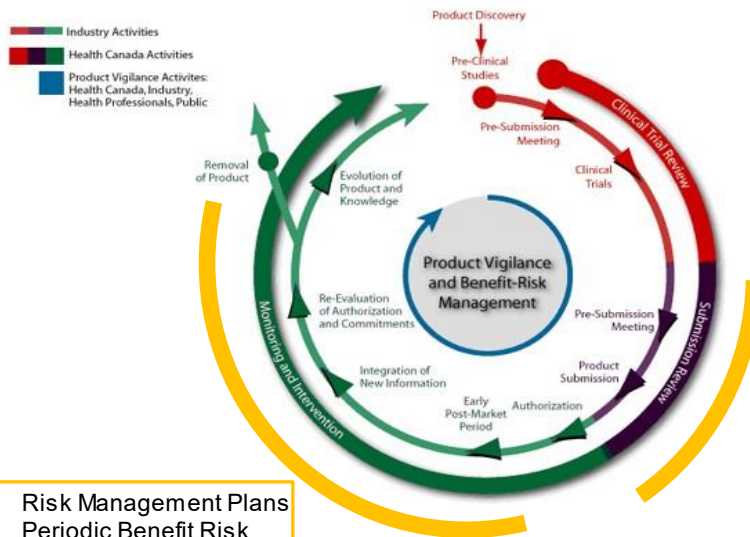 Industry Activities
Health Canada Activities
Product Vigilance Activites:
Health Canada, Industry,
Health Professionals, Public
Product Discovery
Pre-Clinical
Studies
Pre-Submission
Meeting
Clinical
Trials
Clinical Trial Review
Pre-Submission
Meeting
Product
Submission
Submission Review
Authorization
Early
Post-Market
Period
Integration of
New Information
Re-Evaluation
of Authorization
and Commitments
Evolution of
Product and
Knowledge
Removal
of Product
Monitoring and Intervention
Product Vigilance
and Benefit-Risk
Management
Risk Management Plans
Periodic Benefit Risk